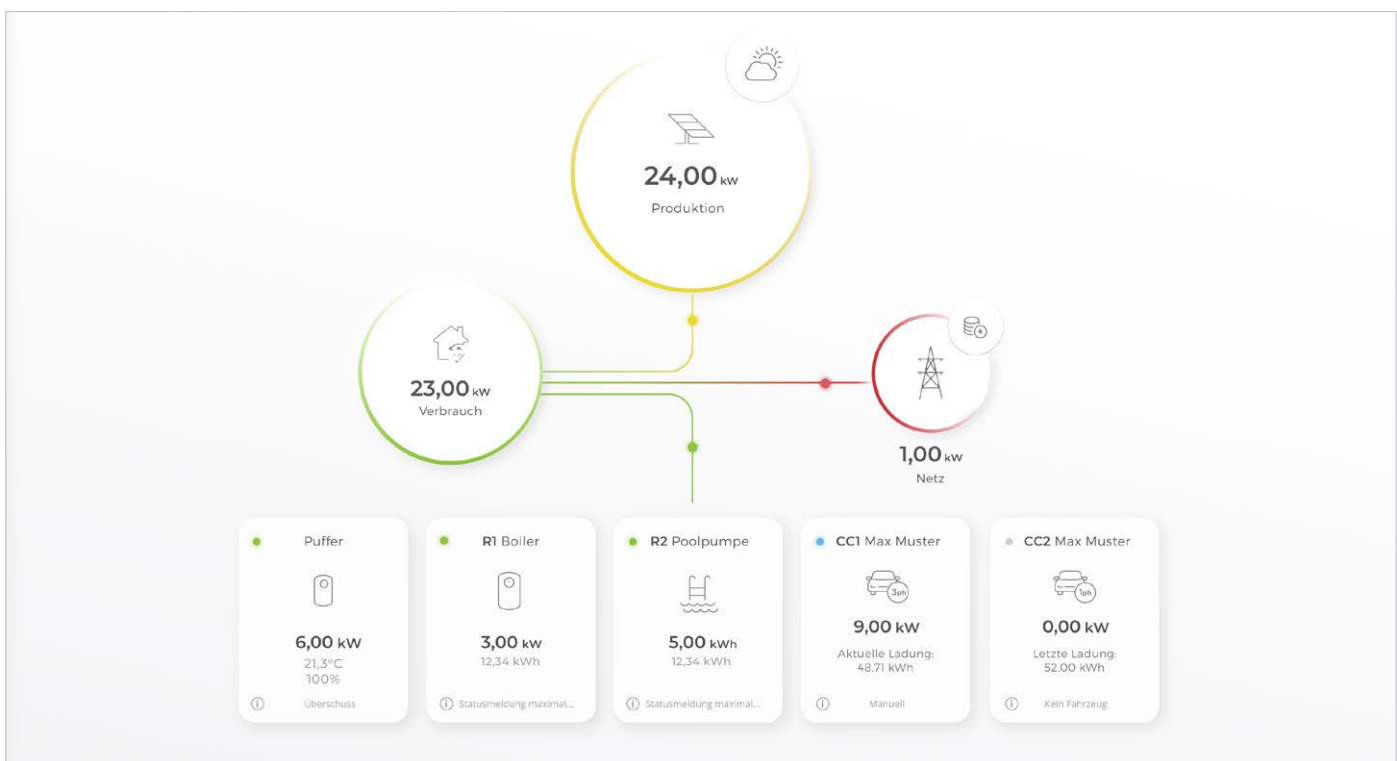 24,00 kW
Produktion
23,00 kW
Verbrauch
1,00 kW
Netz
Puffer
6,00 kW
21,3°C
100%
Überschuss
R1 Boiler
3,00 kW
12,34 kWh
Statusmeldung maximal...
R2 Poolpumpe
5,00 kWh
12,34 kWh
Statusmeldung maximal...
CC1 Max Muster
3ph
9,00 kW
Aktuelle Ladung:
48.71 kWh
Manuell
CC2 Max Muster
1ph
0,00 kW
Letzte Ladung:
52.00 kWh
Kein Fahrzeug